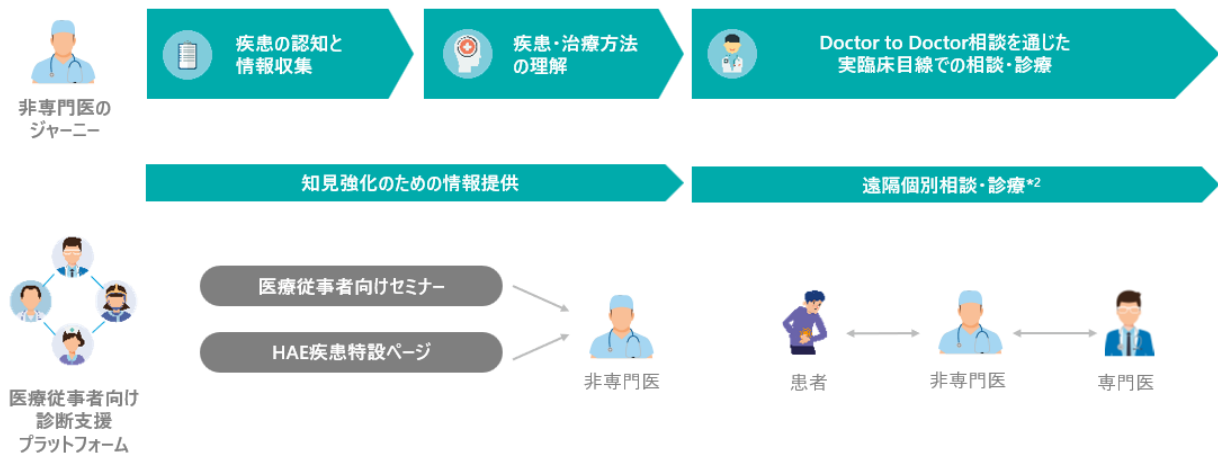 疾患の認知と
情報収集
疾患・治療方法
の理解
Doctor to Doctor相談を通じた
実臨床目線での相談・診療
非専門医の
ジャーニー
知見強化のための情報提供
遠隔個別相談・診療*2
医療従事者向けセミナー
HAE疾患特設ページ
非専門医
患者
非専門医
専門医
医療従事者向け
診断支援
プラットフォーム